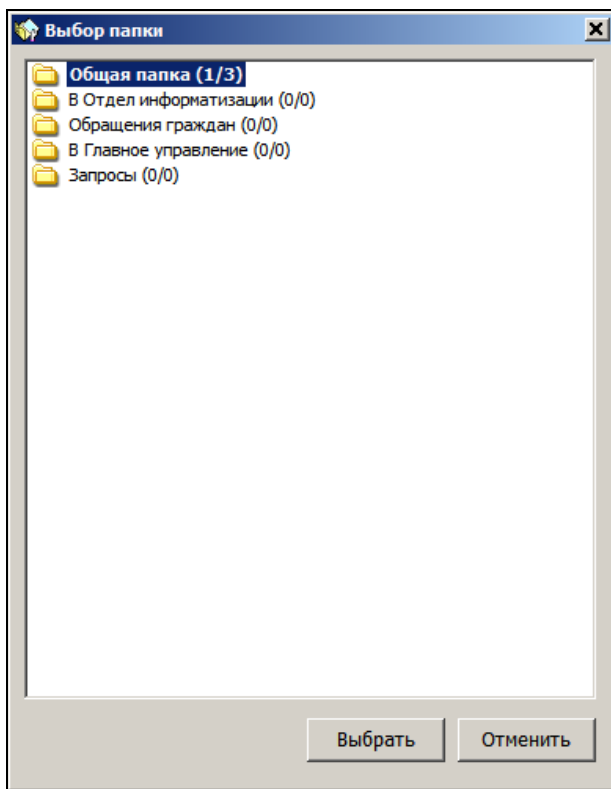 Выбор папки
Общая папка (1/3)
В Отдел информатизации (0/0)
Обращения граждан (0/0)
В Главное управление (0/0)
Запросы (0/0)
Выбрать
Отменить